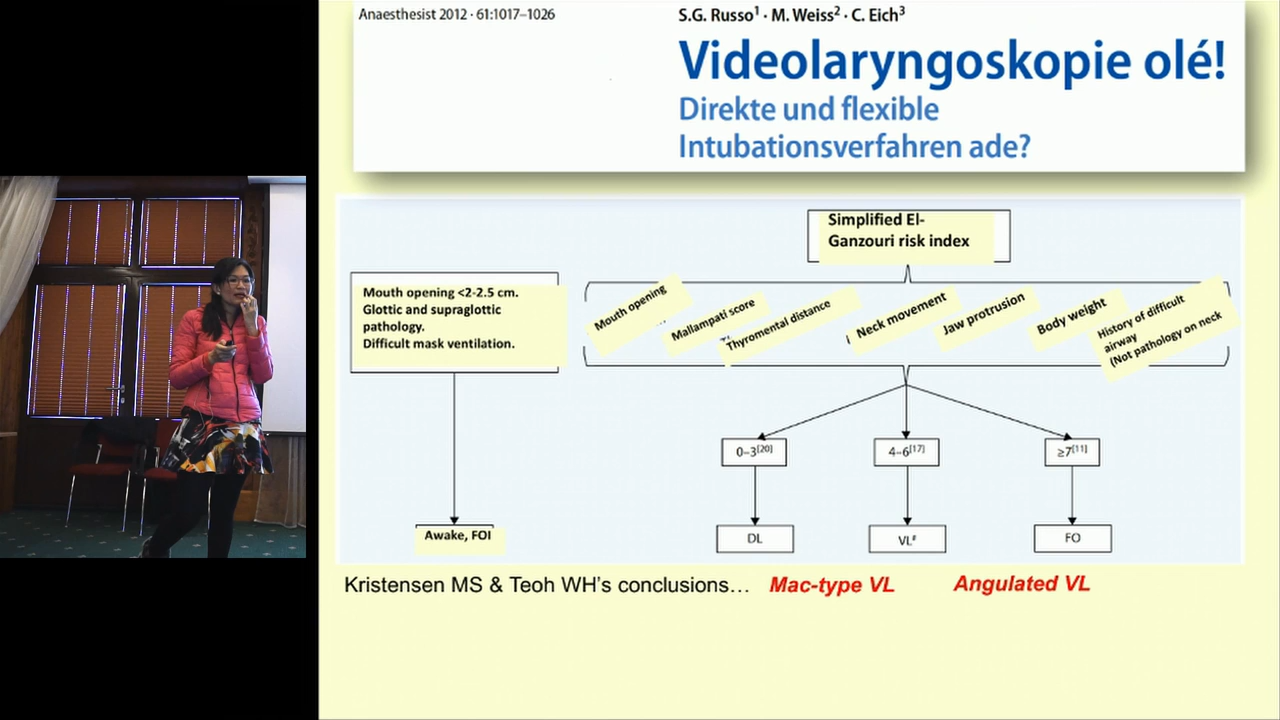 Anaesthesist 2012 · 61:1017–1026
S.G. Russo¹ · M. Weiss² · C. Eich³
Videolaryngoskopie olé!
Direkte und flexible
Intubationsverfahren ade?
Simplified El-
Ganzouri risk index
Mouth opening <2-2.5 cm.
Glottic and supraglottic
pathology.
Difficult mask ventilation.
Mouth opening
Mallampati score
Thyromental distance
Neck movement
Jaw protrusion
Body weight
History of difficult
airway
(Not pathology on neck
0–3[20]
4–6[17]
≥7[11]
Awake, FOI
DL
VL#
FO
Kristensen MS & Teoh WH's conclusions… Mac-type VL Angulated VL